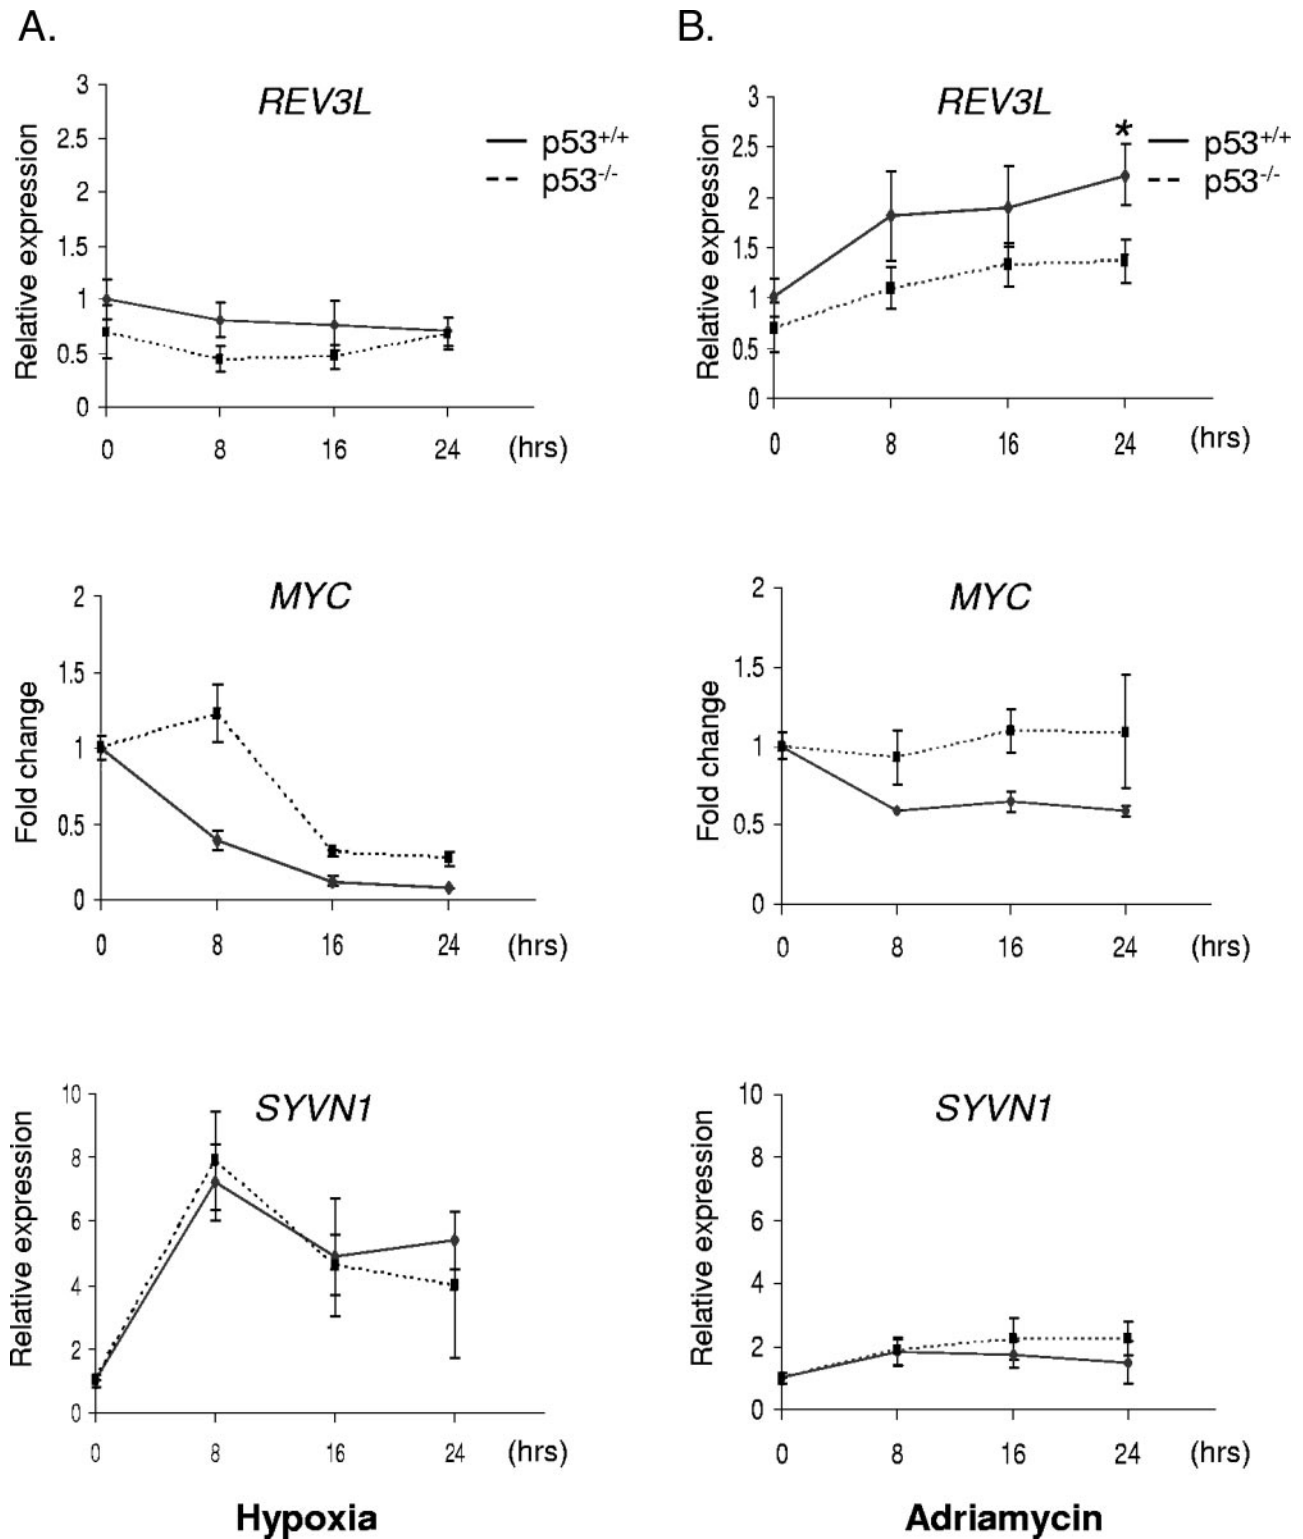 A.
REV3L
Relative expression
3
2.5
2
1.5
1
0.5
0
p53+/+
p53-/-
0 8 16 24 (hrs)
MYC
Fold change
2
1.5
1
0.5
0
0 8 16 24 (hrs)
SYVN1
Relative expression
10
8
6
4
2
0
0 8 16 24 (hrs)
Hypoxia
B.
REV3L
Relative expression
3
2.5
2
1.5
1
0.5
0
*
p53+/+
p53-/-
0 8 16 24 (hrs)
MYC
Fold change
2
1.5
1
0.5
0
0 8 16 24 (hrs)
SYVN1
Relative expression
10
8
6
4
2
0
0 8 16 24 (hrs)
Adriamycin